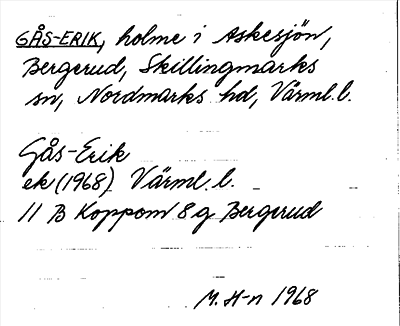 GÅS-ERIK, holme i Askesjön,
Bergerud, Skillingmarks
sn, Nordmarks hd, Värml. l.
Gås-Erik
ek (1968) Värml. l.
11 B Koppom 8 g Bergerud
M. H-n 1968